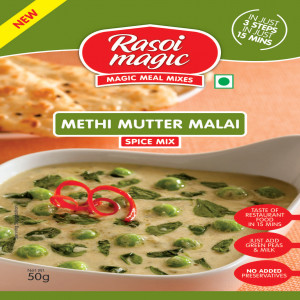 NEW
Rasoi
magic
MAGIC MEAL MIXES
IN JUST
3 STEPS
IN JUST
15 MINS
METHI MUTTER MALAI
SPICE MIX
TASTE OF
RESTAURANT
FOOD
IN 15 MINS
JUST ADD
GREEN PEAS
& MILK
NO ADDED
PRESERVATIVES
NET WT.
50g